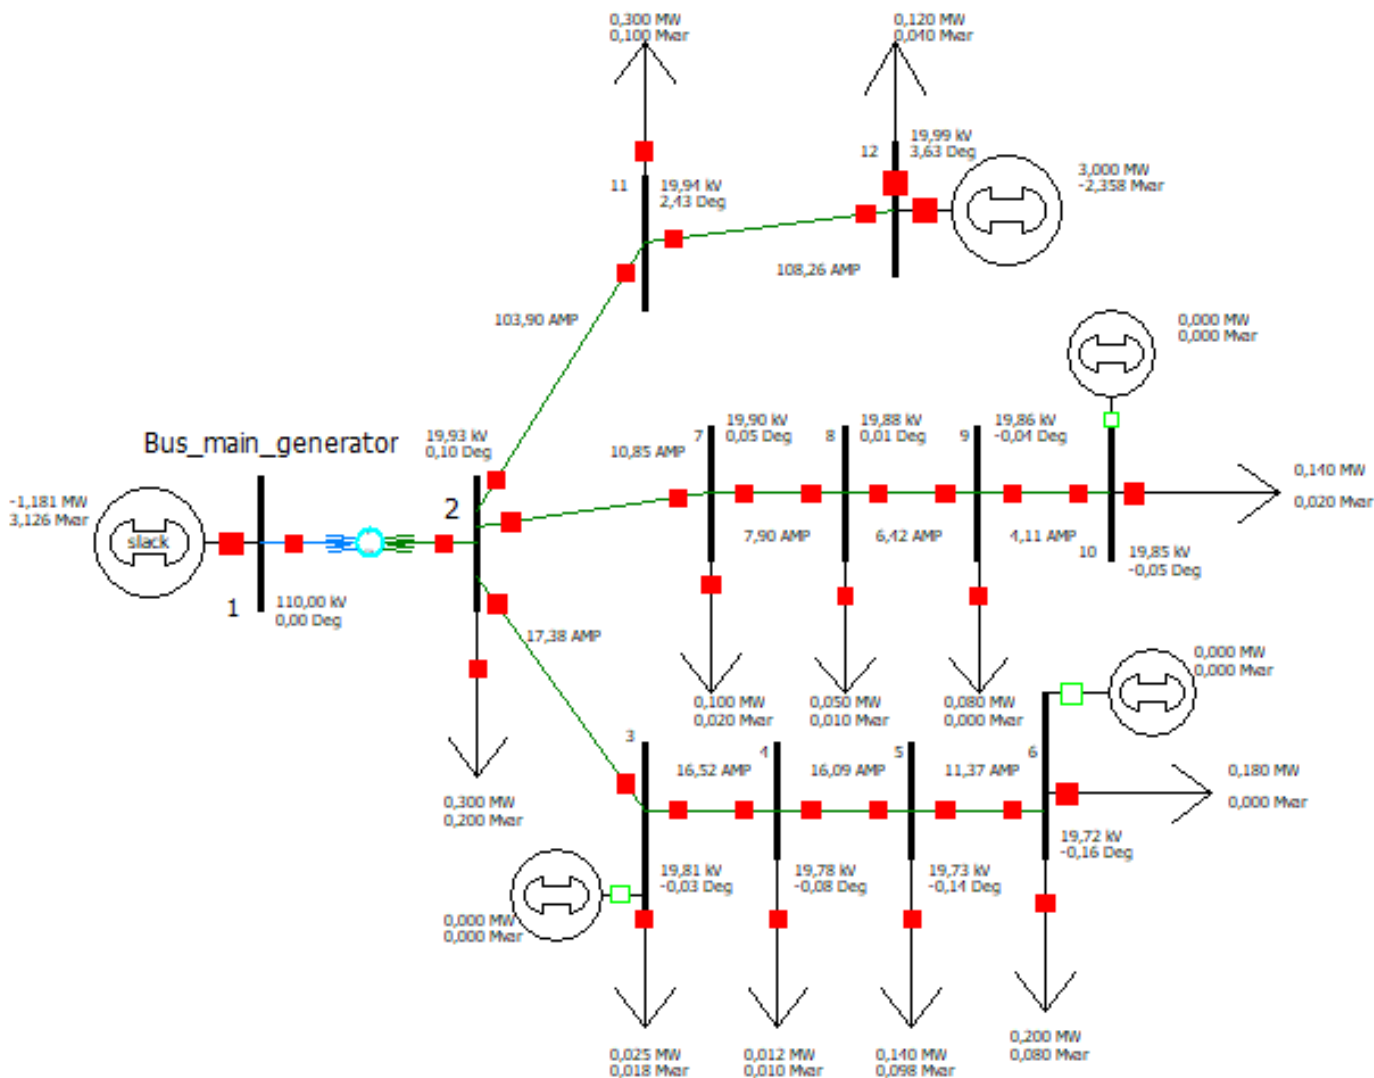 0,300 MW
0,100 Mvar
0,120 MW
0,040 Mvar
12
19,99 kV
3,63 Deg
3,000 MW
-2,358 Mvar
11
19,94 kV
2,43 Deg
108,26 AMP
103,90 AMP
0,000 MW
0,000 Mvar
Bus_main_generator
19,93 kV
0,10 Deg
2
10,85 AMP
7
19,90 kV
0,05 Deg
8
19,88 kV
0,01 Deg
9
19,86 kV
-0,04 Deg
0,140 MW
0,020 Mvar
-1,181 MW
3,126 Mvar
slack
7,90 AMP
6,42 AMP
4,11 AMP
10
19,85 kV
-0,05 Deg
1
110,00 kV
0,00 Deg
17,38 AMP
0,100 MW
0,020 Mvar
0,050 MW
0,010 Mvar
0,080 MW
0,000 Mvar
0,000 MW
0,000 Mvar
3
16,52 AMP
4
16,09 AMP
5
11,37 AMP
6
0,180 MW
0,000 Mvar
0,300 MW
0,200 Mvar
19,81 kV
-0,03 Deg
19,78 kV
-0,08 Deg
19,73 kV
-0,14 Deg
19,72 kV
-0,16 Deg
0,000 MW
0,000 Mvar
0,025 MW
0,018 Mvar
0,012 MW
0,010 Mvar
0,140 MW
0,098 Mvar
0,200 MW
0,080 Mvar